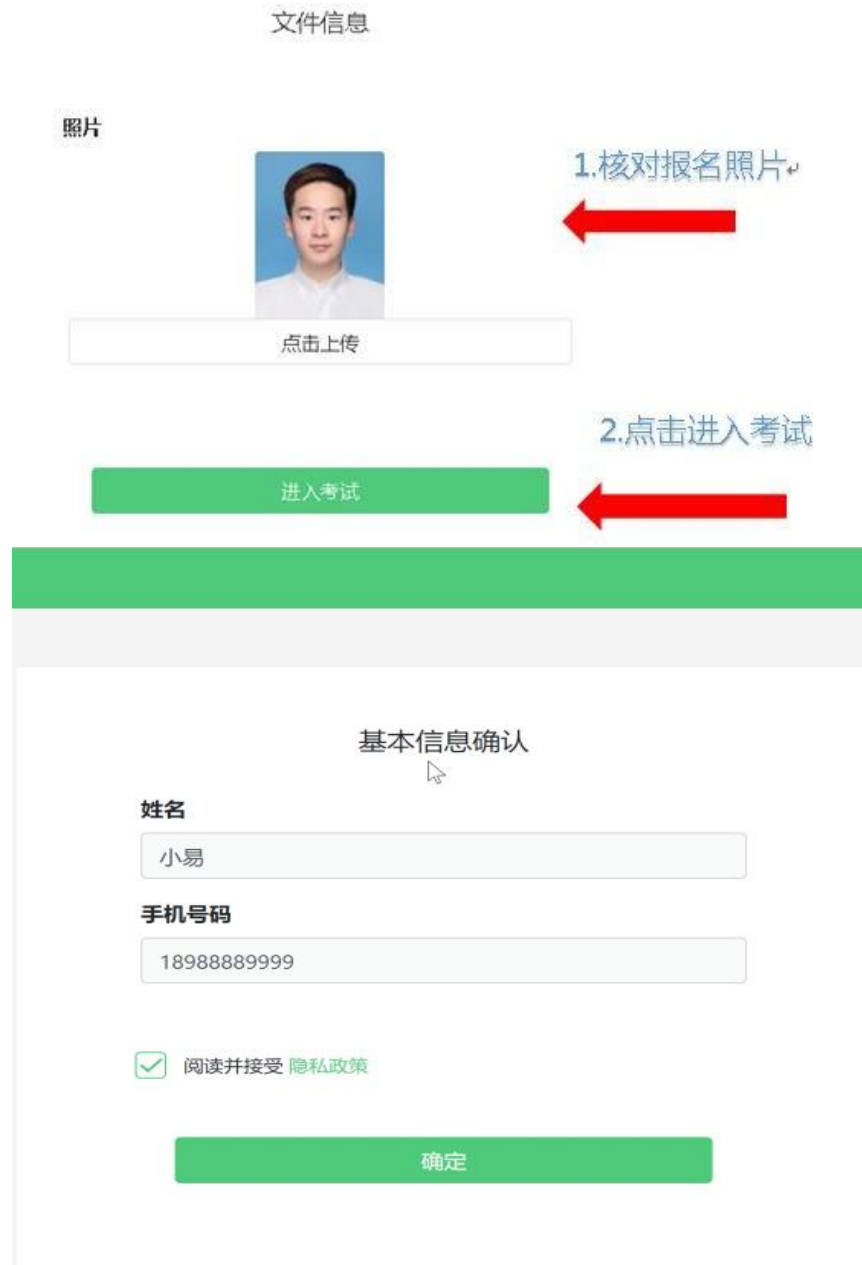 文件信息
照片
1.核对报名照片
点击上传
2.点击进入考试
进入考试
基本信息确认
姓名
小易
手机号码
18988889999
阅读并接受 隐私政策
确定